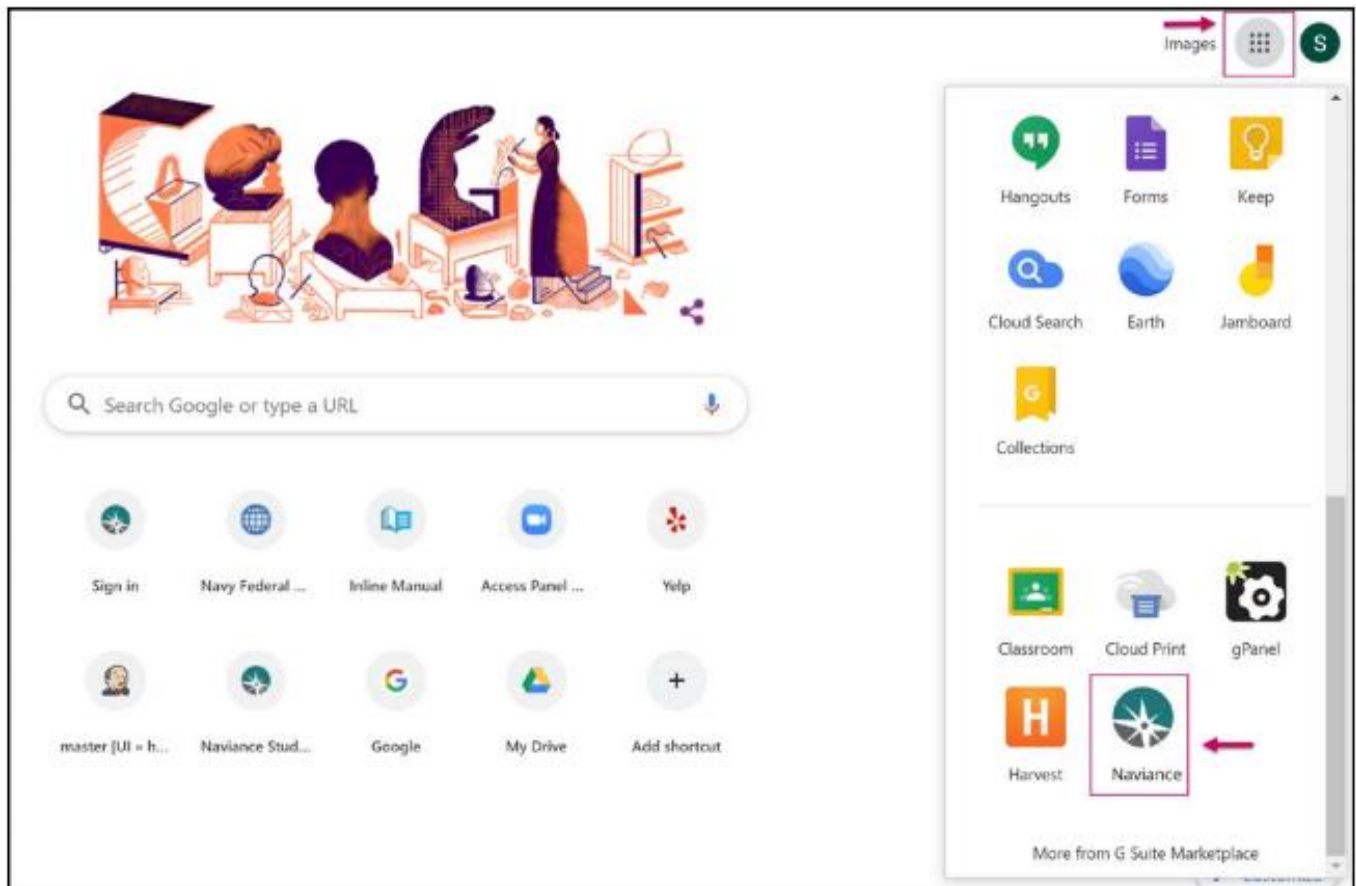 Images
S
Hangouts
Forms
Keep
Cloud Search
Earth
Jamboard
G
Collections
Search Google or type a URL
Sign in
Navy Federal ...
Inline Manual
Access Panel ...
Yelp
master [UI = h...
Naviance Stud...
G
Google
My Drive
Add shortcut
Classroom
Cloud Print
gPanel
H
Harvest
Naviance
More from G Suite Marketplace